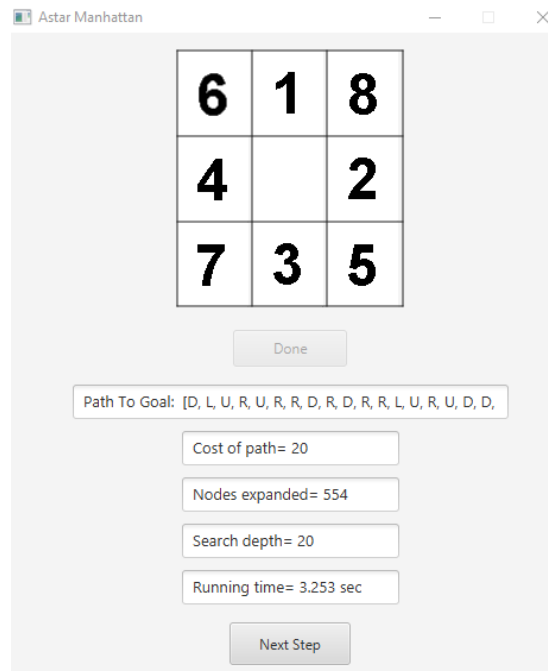 Astar Manhattan
6 1 8
4 2
7 3 5
Done
Path To Goal: [D, L, U, R, U, R, R, D, R, D, R, R, L, U, R, U, D, D,
Cost of path= 20
Nodes expanded= 554
Search depth= 20
Running time= 3.253 sec
Next Step